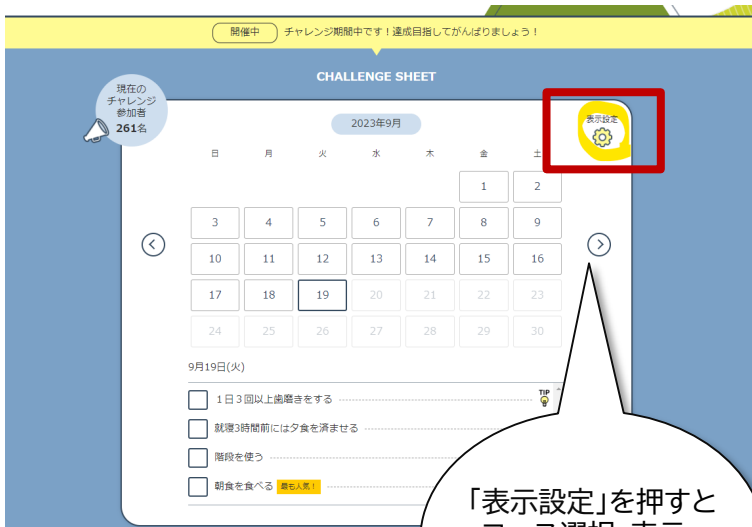 開催中 チャレンジ期間中です！達成目指してがんばりましょう！
CHALLENGE SHEET
現在の
チャレンジ
参加者
261名
2023年9月
表示設定
日 月 火 水 木 金 土
1 2
3 4 5 6 7 8 9
10 11 12 13 14 15 16
17 18 19 20 21 22 23
24 25 26 27 28 29 30
9月19日(火)
1日3回以上歯磨きをする TIP
就寝3時間前には夕食を済ませる
階段を使う
朝食を食べる 最も人気！
「表示設定」を押すと